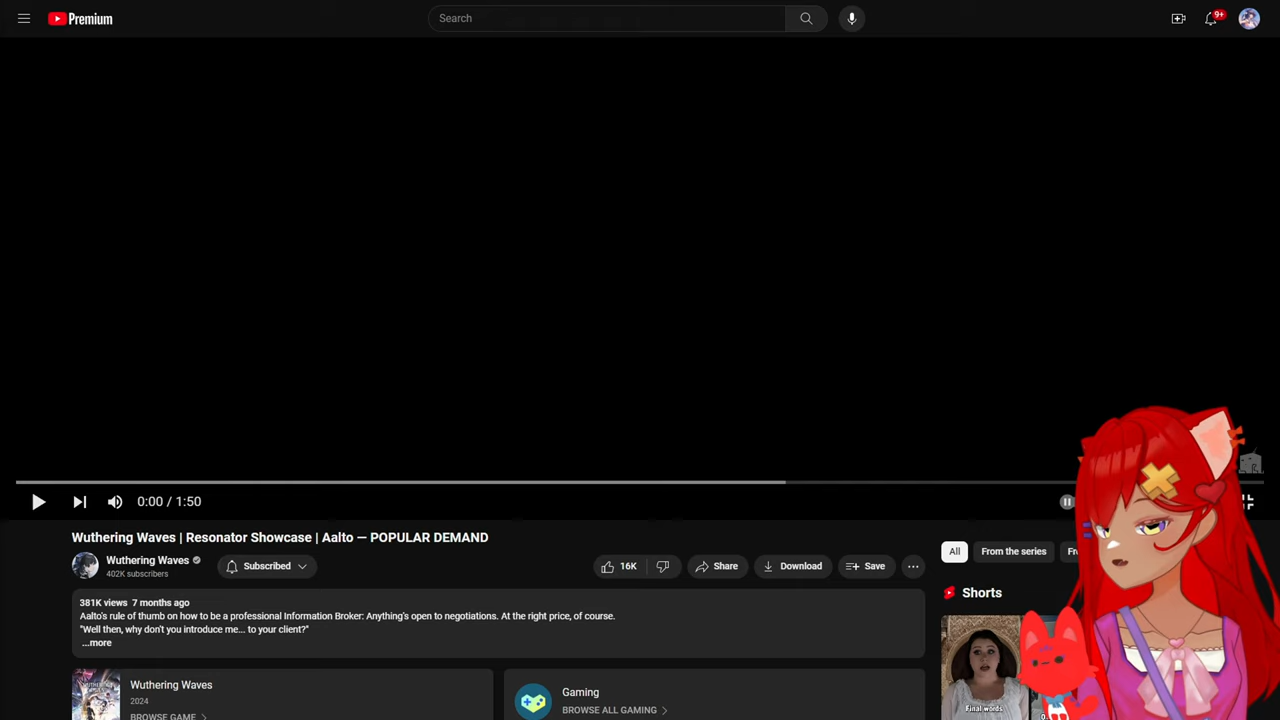 Premium
Search
9+
0:00 / 1:50
Wuthering Waves | Resonator Showcase | Aalto — POPULAR DEMAND
Wuthering Waves
402K subscribers
Subscribed
16K
Share
Download
Save
381K views 7 months ago
Aalto's rule of thumb on how to be a professional Information Broker: Anything's open to negotiations. At the right price, of course.
"Well then, why don't you introduce me... to your client?"
...more
Wuthering Waves
2024
BROWSE GAME
Gaming
BROWSE ALL GAMING
All
From the series
Shorts
Final words